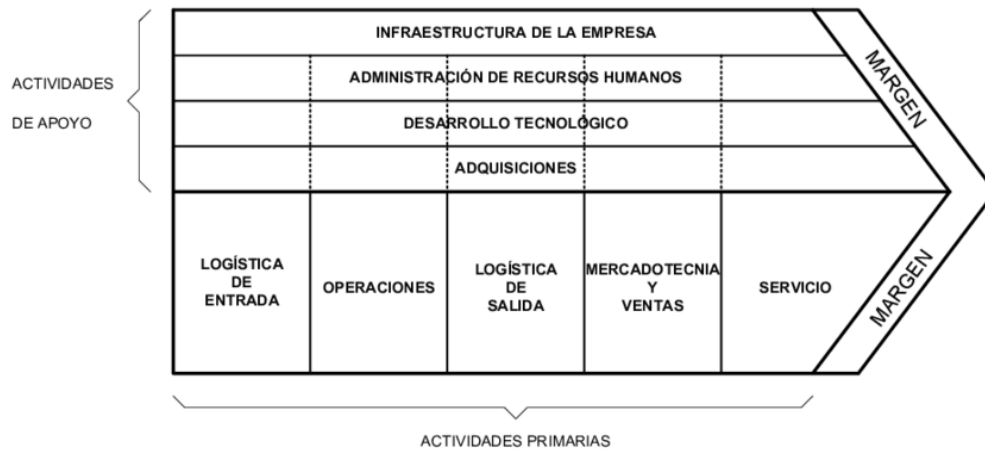 INFRAESTRUCTURA DE LA EMPRESA
ACTIVIDADES
DE APOYO
ADMINISTRACIÓN DE RECURSOS HUMANOS
DESARROLLO TECNOLÓGICO
ADQUISICIONES
MARGEN
LOGÍSTICA
DE
ENTRADA
OPERACIONES
LOGÍSTICA
DE
SALIDA
MERCADOTECNIA
Y
VENTAS
SERVICIO
MARGEN
ACTIVIDADES PRIMARIAS